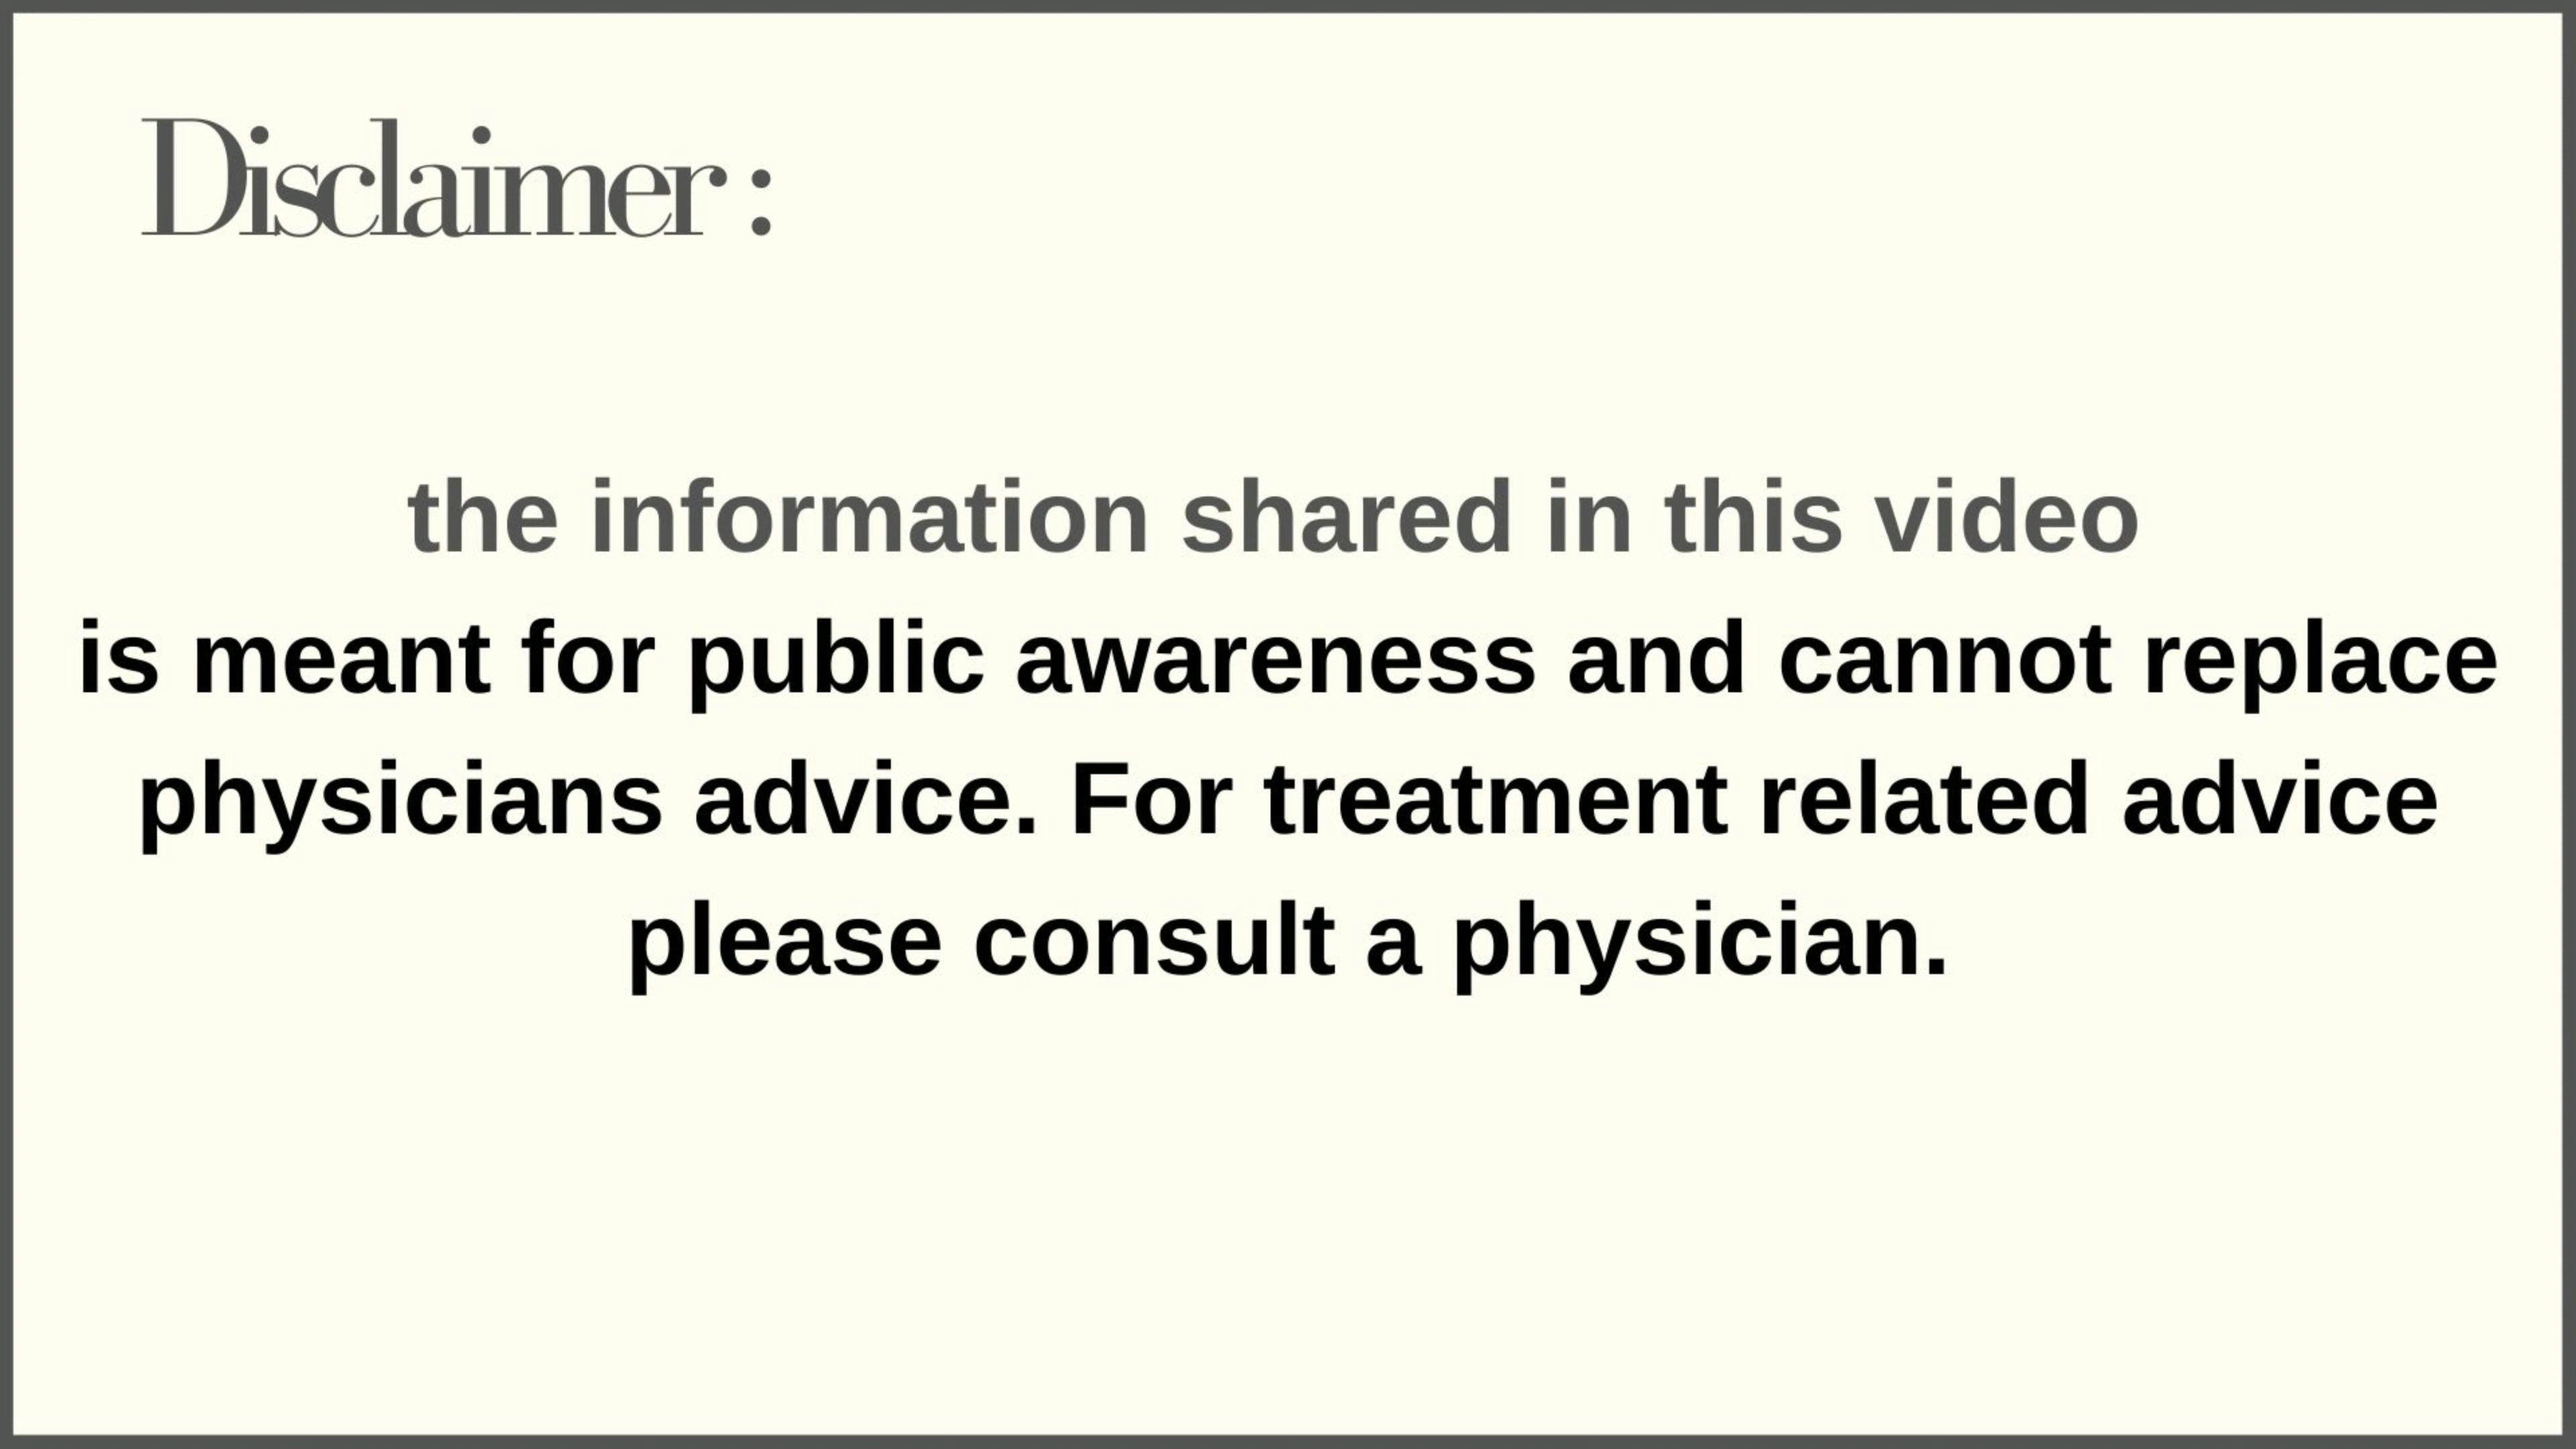 Disclaimer :
the information shared in this video
is meant for public awareness and cannot replace
physicians advice. For treatment related advice
please consult a physician.